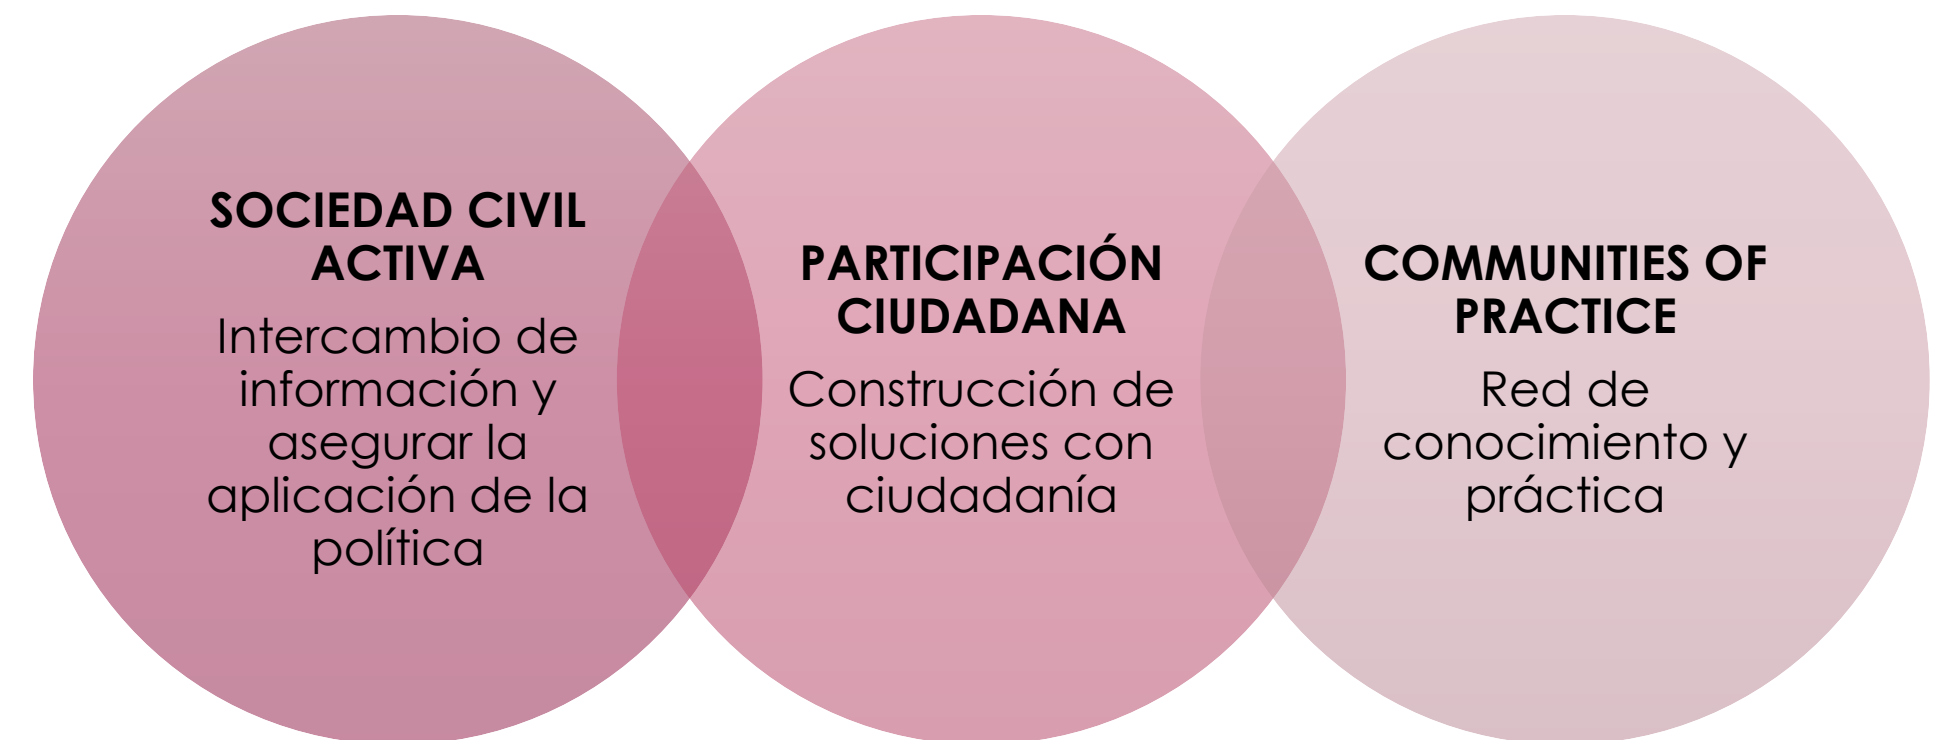 SOCIEDAD CIVIL
ACTIVA
Intercambio de
información y
asegurar la
aplicación de la
política
PARTICIPACIÓN
CIUDADANA
Construcción de
soluciones con
ciudadanía
COMMUNITIES OF
PRACTICE
Red de
conocimiento y
práctica